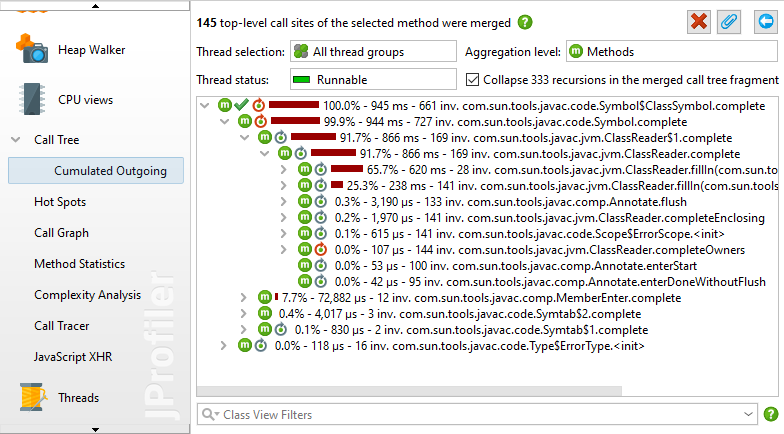 Heap Walker
CPU views
Call Tree
Cumulated Outgoing
Hot Spots
Call Graph
Method Statistics
Complexity Analysis
Call Tracer
JavaScript XHR
Threads
JProfiler
145 top-level call sites of the selected method were merged
Thread selection: All thread groups Aggregation level: m Methods
Thread status: Runnable Collapse 333 recursions in the merged call tree fragment
m 100.0% - 945 ms - 661 inv. com.sun.tools.javac.code.Symbol$ClassSymbol.complete
m 99.9% - 944 ms - 727 inv. com.sun.tools.javac.code.Symbol.complete
m 91.7% - 866 ms - 169 inv. com.sun.tools.javac.jvm.ClassReader$1.complete
m 91.7% - 866 ms - 169 inv. com.sun.tools.javac.jvm.ClassReader.complete
m 65.7% - 620 ms - 28 inv. com.sun.tools.javac.jvm.ClassReader.fillIn(com.sun.to
m 25.3% - 238 ms - 141 inv. com.sun.tools.javac.jvm.ClassReader.fillIn(com.sun.tools
m 0.3% - 3,190 µs - 133 inv. com.sun.tools.javac.comp.Annotate.flush
m 0.2% - 1,970 µs - 141 inv. com.sun.tools.javac.jvm.ClassReader.completeEnclosing
m 0.1% - 615 µs - 141 inv. com.sun.tools.javac.code.Scope$ErrorScope.<init>
m 0.0% - 107 µs - 144 inv. com.sun.tools.javac.jvm.ClassReader.completeOwners
m 0.0% - 53 µs - 100 inv. com.sun.tools.javac.comp.Annotate.enterStart
m 0.0% - 42 µs - 95 inv. com.sun.tools.javac.comp.Annotate.enterDoneWithoutFlush
m 7.7% - 72,882 µs - 12 inv. com.sun.tools.javac.comp.MemberEnter.complete
m 0.4% - 4,017 µs - 3 inv. com.sun.tools.javac.code.Symtab$2.complete
m 0.1% - 830 µs - 2 inv. com.sun.tools.javac.code.Symtab$1.complete
m 0.0% - 118 µs - 16 inv. com.sun.tools.javac.code.Type$ErrorType.<init>
Class View Filters